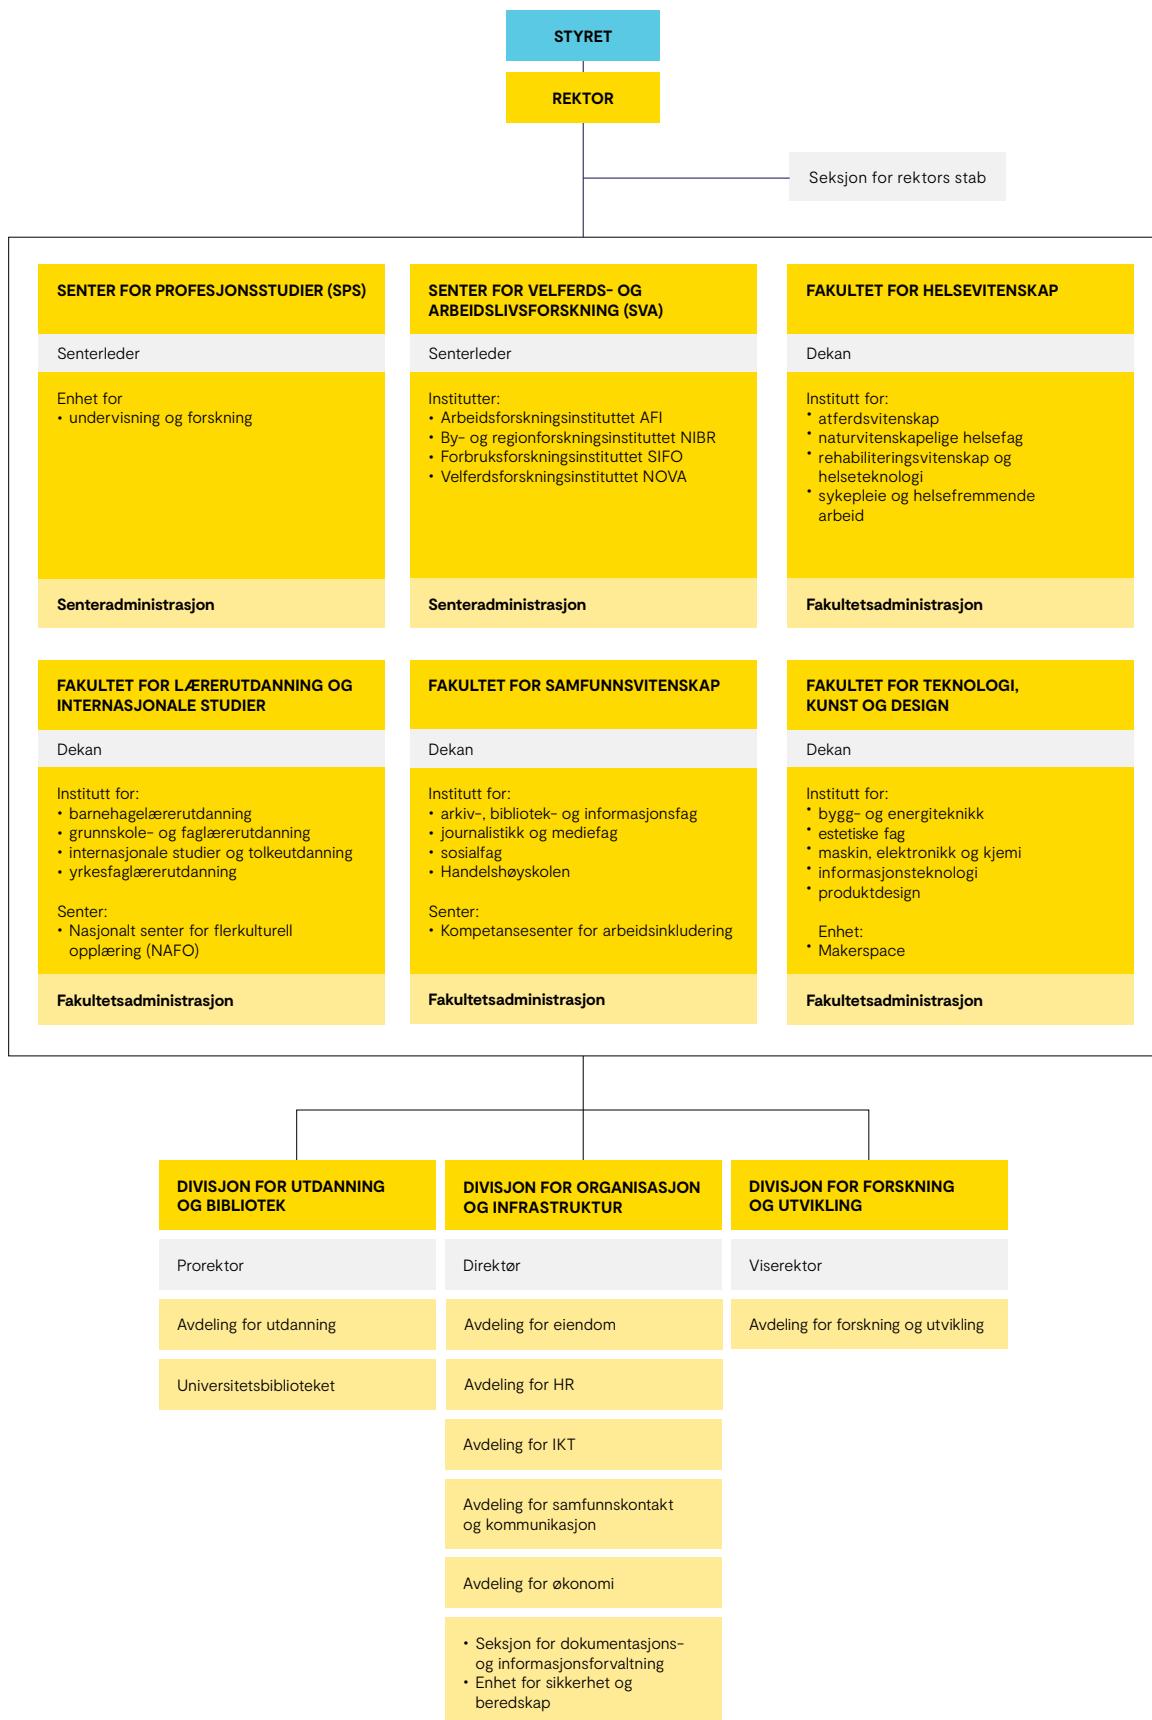 STYRET
REKTOR
Seksjon for rektors stab
SENTER FOR PROFESJONSSTUDIER (SPS)
Senterleder
Enhet for
• undervisning og forskning
Senteradministrasjon
SENTER FOR VELFERDS- OG
ARBEIDSLIVSFORSKNING (SVA)
Senterleder
Institutter:
• Arbeidsforskningsinstituttet AFI
• By- og regionforskningsinstituttet NIBR
• Forbruksforskningsinstituttet SIFO
• Velferdsforskningsinstituttet NOVA
Senteradministrasjon
FAKULTET FOR HELSEVITENSKAP
Dekan
Institutt for:
• atferdsvitenskap
• naturvitenskapelige helsefag
• rehabiliteringsvitenskap og
helseteknologi
• sykepleie og helsefremmende
arbeid
Fakultetsadministrasjon
FAKULTET FOR LÆRERUTDANNING OG
INTERNASJONALE STUDIER
Dekan
Institutt for:
• barnehagelærerutdanning
• grunnskole- og faglærerutdanning
• internasjonale studier og tolkeutdanning
• yrkesfaglærerutdanning
Senter:
• Nasjonalt senter for flerkulturell
opplæring (NAFO)
Fakultetsadministrasjon
FAKULTET FOR SAMFUNNSVITENSKAP
Dekan
Institutt for:
• arkiv-, bibliotek- og informasjonsfag
• journalistikk og mediefag
• sosialfag
• Handelshøyskolen
Senter:
• Kompetansesenter for arbeidsinkludering
Fakultetsadministrasjon
FAKULTET FOR TEKNOLOGI,
KUNST OG DESIGN
Dekan
Institutt for:
• bygg- og energiteknikk
• estetiske fag
• maskin, elektronikk og kjemi
• informasjonsteknologi
• produktdesign
Enhet:
• Makerspace
Fakultetsadministrasjon
DIVISJON FOR UTDANNING
OG BIBLIOTEK
Prorektor
Avdeling for utdanning
Universitetsbiblioteket
DIVISJON FOR ORGANISASJON
OG INFRASTRUKTUR
Direktør
Avdeling for eiendom
Avdeling for HR
Avdeling for IKT
Avdeling for samfunnskontakt
og kommunikasjon
Avdeling for økonomi
• Seksjon for dokumentasjons-
og informasjonsforvaltning
• Enhet for sikkerhet og
beredskap
DIVISJON FOR FORSKNING
OG UTVIKLING
Viserektor
Avdeling for forskning og utvikling